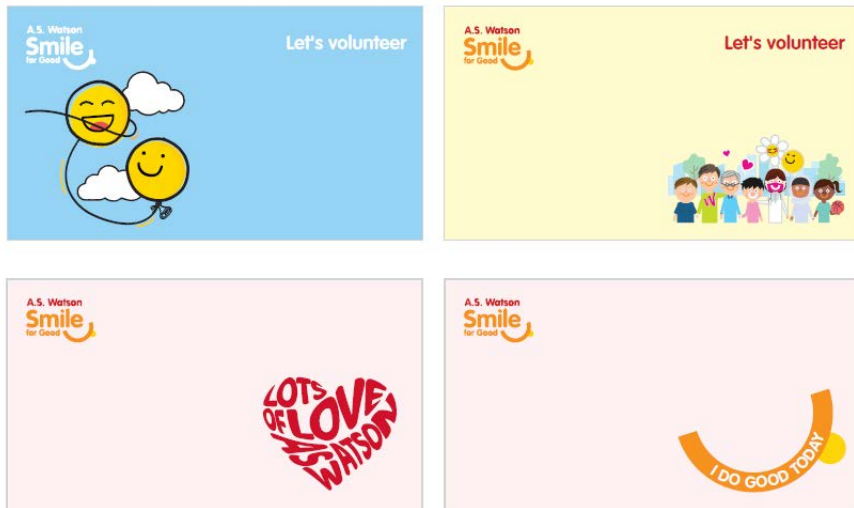 A.S. Watson
Smile
for Good
Let's volunteer
A.S. Watson
Smile
for Good
Let's volunteer
A.S. Watson
Smile
for Good
LOTS
OF LOVE
AS
WATSON
A.S. Watson
Smile
for Good
I DO GOOD TODAY